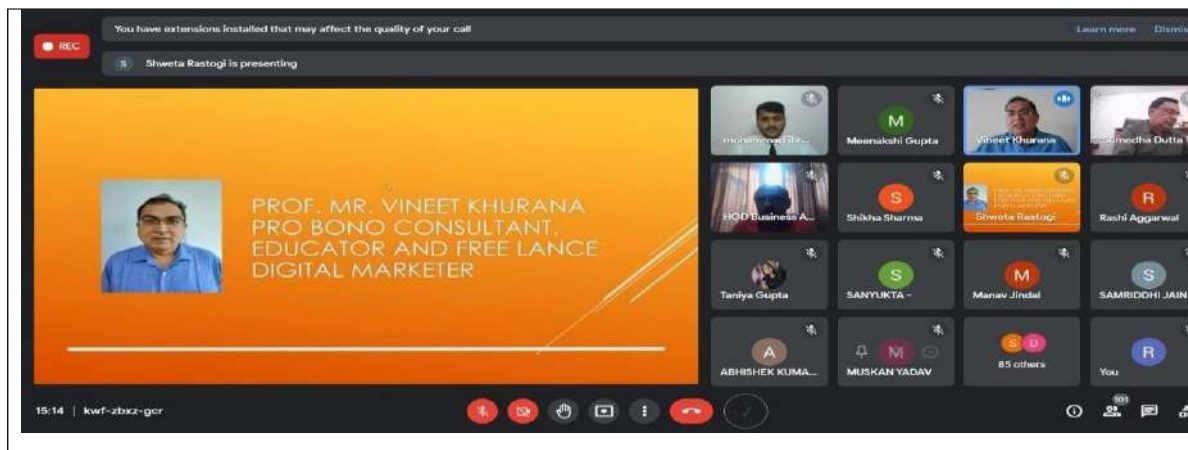 You have extensions installed that may affect the quality of your call
Learn more
REC
S Shweta Rastogi is presenting
PROF. MR. VINEET KHURANA
PRO BONO CONSULTANT,
EDUCATOR AND FREE LANCE
DIGITAL MARKETER
M
Meenakshi Gupta
Vineet Khurana
Dutta
HOD Business A...
S
Shikha Sharma
Shweta Rastogi
R
Rashi Aggarwal
Taniya Gupta
S
SANYUKTA -
M
Manav Jindal
S
SAMRIDDHI JAIN
A
ABHISHEK KUMA...
M
MUSKAN YADAV
S D
85 others
R
You
15:14 | kwf-zbxz-gcr
101